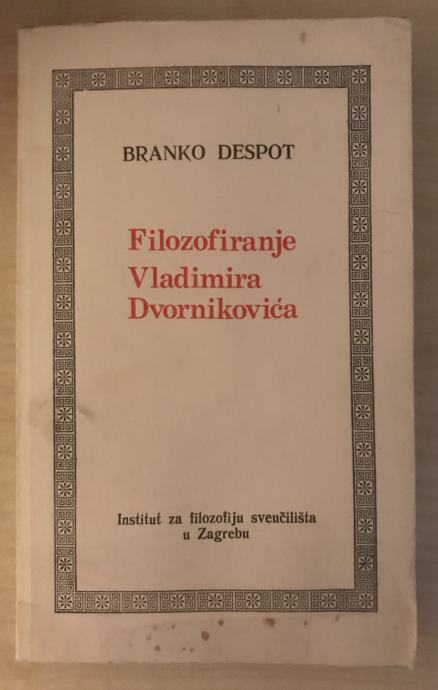 BRANKO DESPOT
Filozofiranje
Vladimira
Dvornikovića
Institut za filozofiju sveučilišta
u Zagrebu